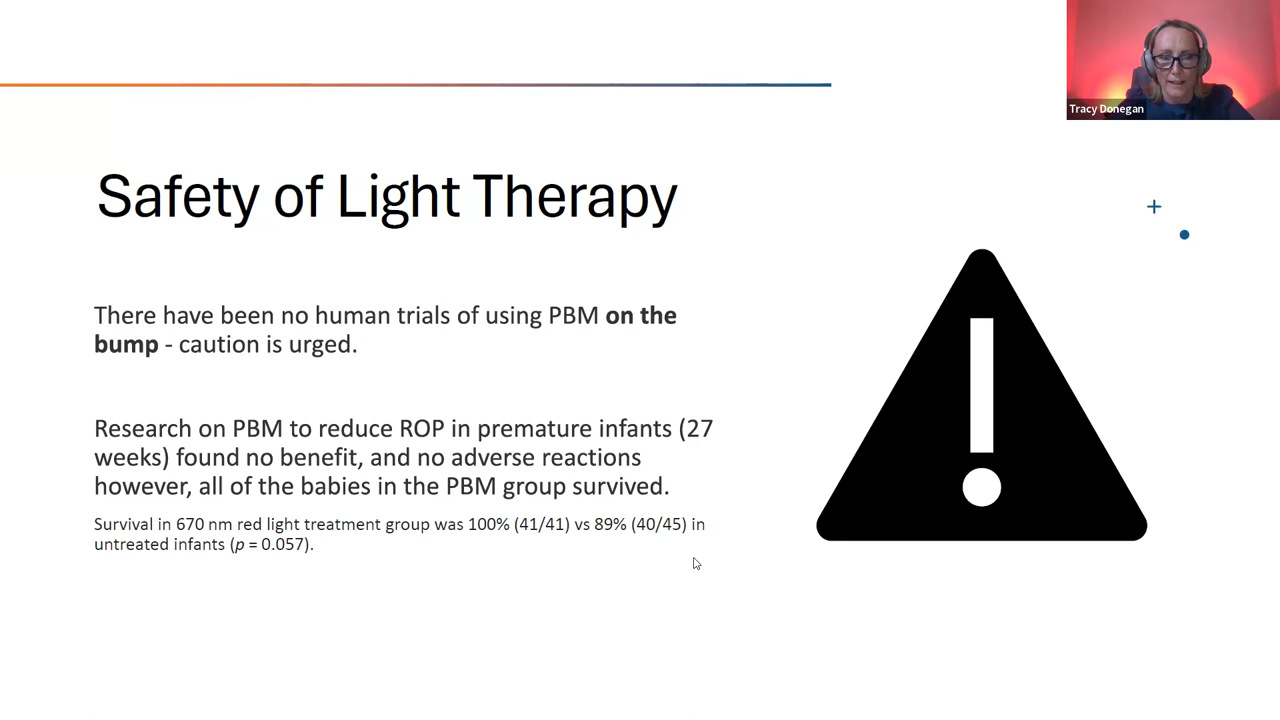 Tracy Donegan
Safety of Light Therapy
There have been no human trials of using PBM on the
bump - caution is urged.
Research on PBM to reduce ROP in premature infants (27
weeks) found no benefit, and no adverse reactions
however, all of the babies in the PBM group survived.
Survival in 670 nm red light treatment group was 100% (41/41) vs 89% (40/45) in
untreated infants (p = 0.057).